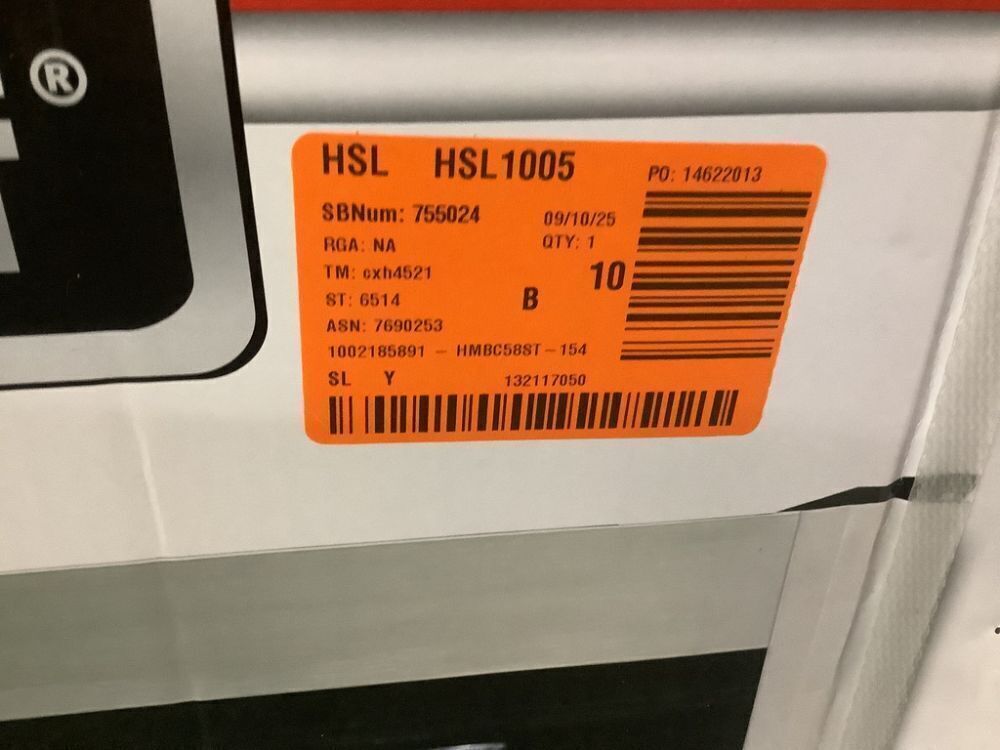 ®
HSL HSL1005 PO: 14622013
SBNum: 755024 09/10/25
RGA: NA QTY: 1
TM: cxh4521 10
ST: 6514 B
ASN: 7690253
1002185891 - HMBC58ST-154
SL Y 132117050